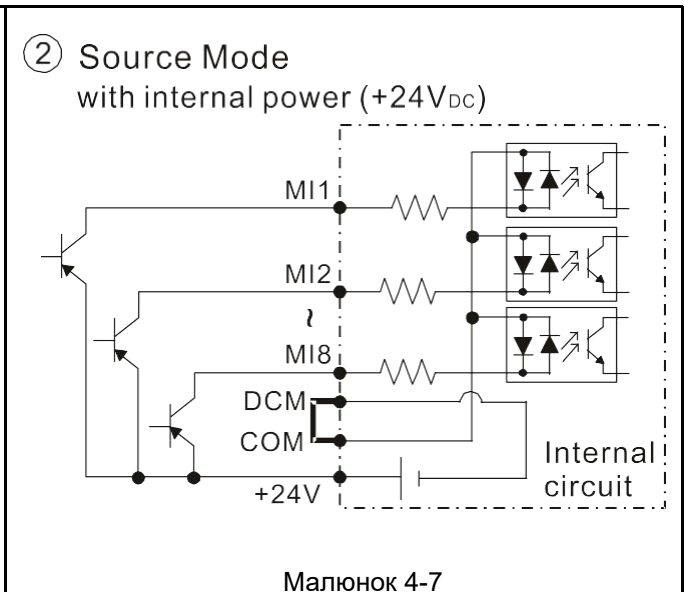 ② Source Mode
with internal power (+24VDC)
MI1
MI2
~
MI8
DCM
COM
+24V
Internal
circuit
Малюнок 4-7